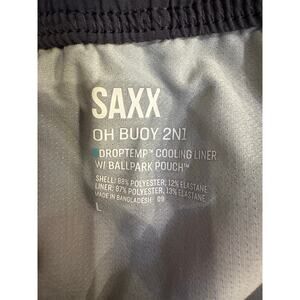 SAXX
OH BUOY 2N1
DROPTEMP™ COOLING LINER
W/ BALLPARK POUCH™
SHELL: 88% POLYESTER, 12% ELASTANE
LINER: 87% POLYESTER, 13% ELASTANE
MADE IN BANGLADESH 09
L